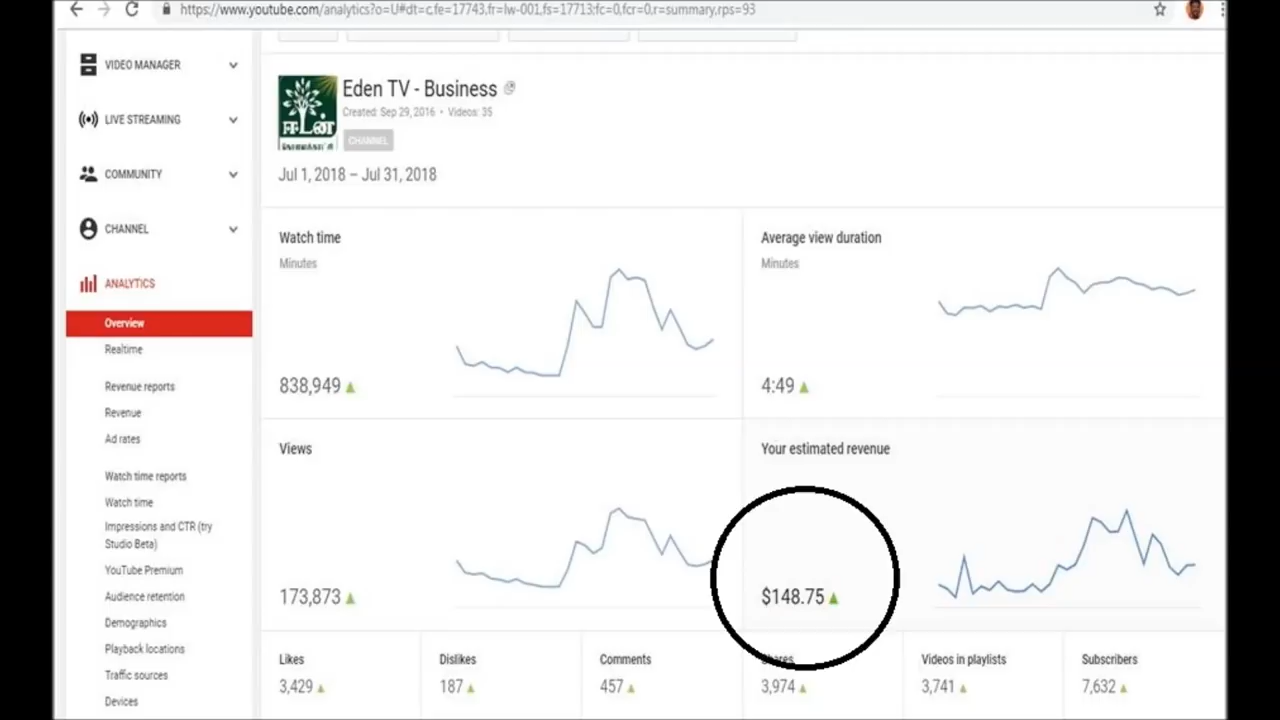 https://www.youtube.com/analytics?o=U#dt=c,fe=17743,fr=lw-001,fs=17713;fc=0,fcr=0,r=summary,rps=93
VIDEO MANAGER
LIVE STREAMING
COMMUNITY
CHANNEL
ANALYTICS
Overview
Realtime
Revenue reports
Revenue
Ad rates
Watch time reports
Watch time
Impressions and CTR (try
Studio Beta)
YouTube Premium
Audience retention
Demographics
Playback locations
Traffic sources
Devices
ஈடன்
Eden TV - Business
Created: Sep 29, 2016 • Videos: 35
CHANNEL
Jul 1, 2018 – Jul 31, 2018
Watch time
Minutes
838,949
Average view duration
Minutes
4:49
Views
173,873
Your estimated revenue
$148.75
Likes
3,429
Dislikes
187
Comments
457
Shares
3,974
Videos in playlists
3,741
Subscribers
7,632